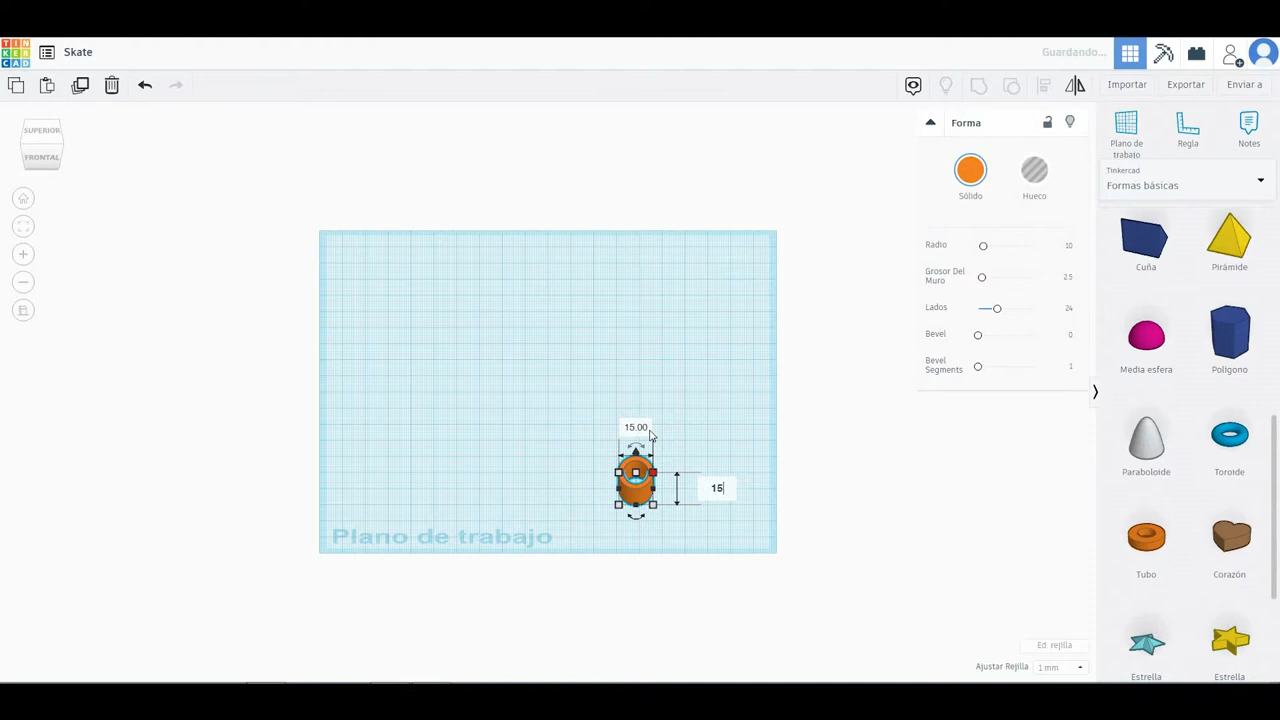 TIN
KER
CAD
Skate
Guardando...
Importar
Exportar
Enviar a
SUPERIOR
FRONTAL
Forma
Sólido
Hueco
Radio
10
Grosor Del
Muro
2.5
Lados
24
Bevel
0
Bevel
Segments
1
Plano de
trabajo
Regla
Notes
Tinkercad
Formas básicas
Cuña
Pirámide
Media esfera
Polígono
Paraboloide
Toroide
Tubo
Corazón
Estrella
Estrella
15.00
15
Plano de trabajo
Ed. rejilla
Ajustar Rejilla
1 mm